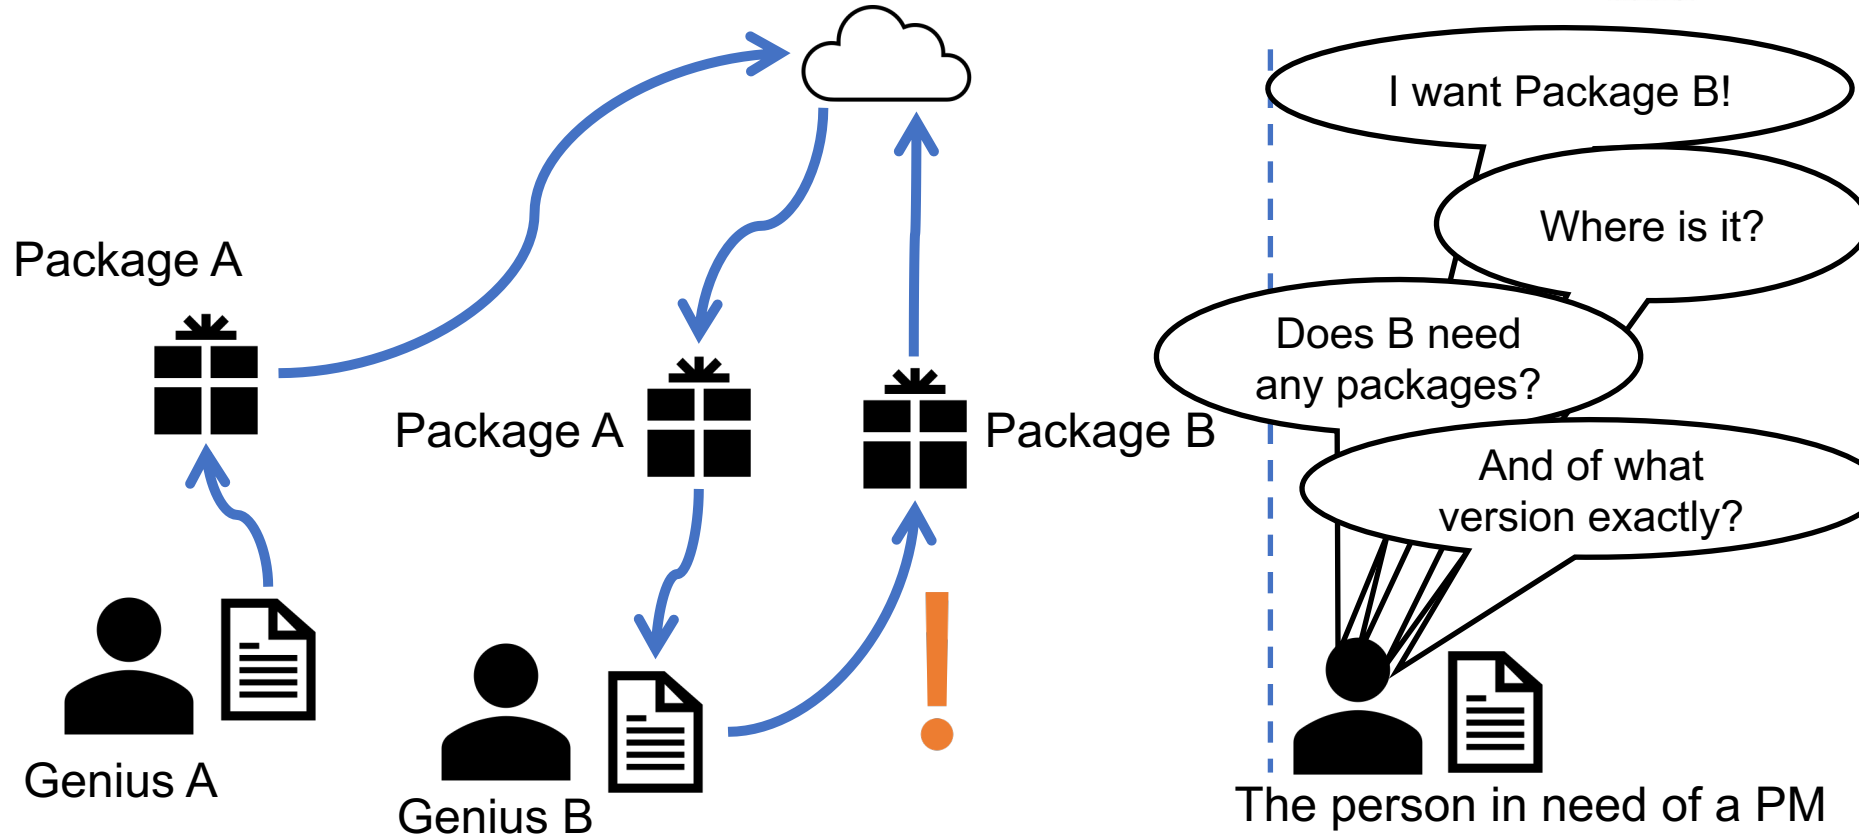 Package A
Genius A
Package A
Package B
Genius B
I want Package B!
Where is it?
Does B need
any packages?
And of what
version exactly?
The person in need of a PM